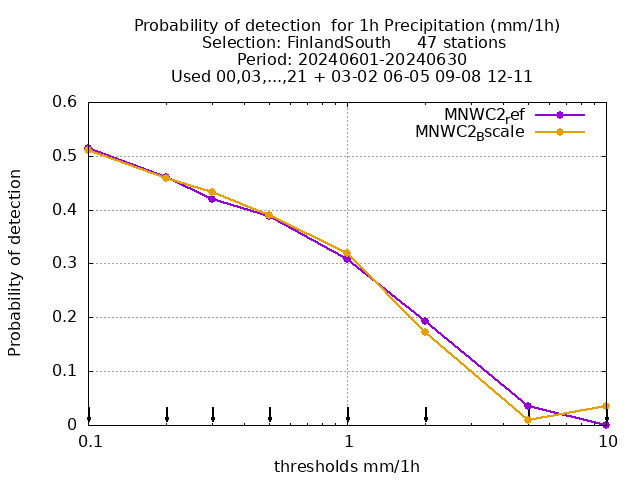 Probability of detection  for 1h Precipitation (mm/1h)
Selection: FinlandSouth     47 stations
Period: 20240601-20240630
Used 00,03,...,21 + 03-02 06-05 09-08 12-11
MNWC2ref
MNWC2Bscale
Probability of detection
0.6
0.5
0.4
0.3
0.2
0.1
0
0.1
1
10
thresholds mm/1h